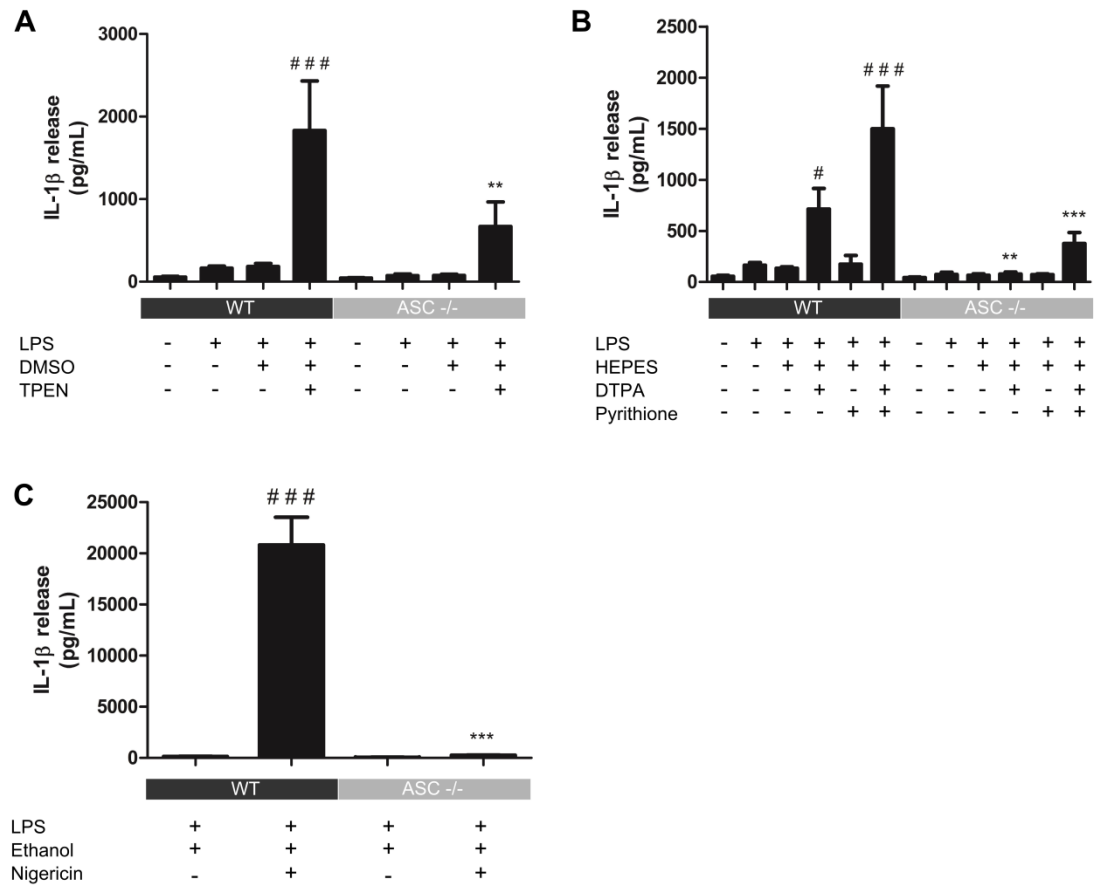 A
IL-1β release
(pg/mL)
3000
2000
1000
0
# # #
**
WT
ASC -/-
LPS - + + + - + + +
DMSO - - + + - - + +
TPEN - - - + - - - +
B
IL-1β release
(pg/mL)
2500
2000
1500
1000
500
0
#
# # #
**
***
WT
ASC -/-
LPS - + + + + + - + + + + +
HEPES - - + + + + - - + + + +
DTPA - - - + - + - - - + - +
Pyrithione - - - - + + - - - - + +
C
IL-1β release
(pg/mL)
25000
20000
15000
10000
5000
0
# # #
***
WT
ASC -/-
LPS + + + +
Ethanol + + + +
Nigericin - + - +